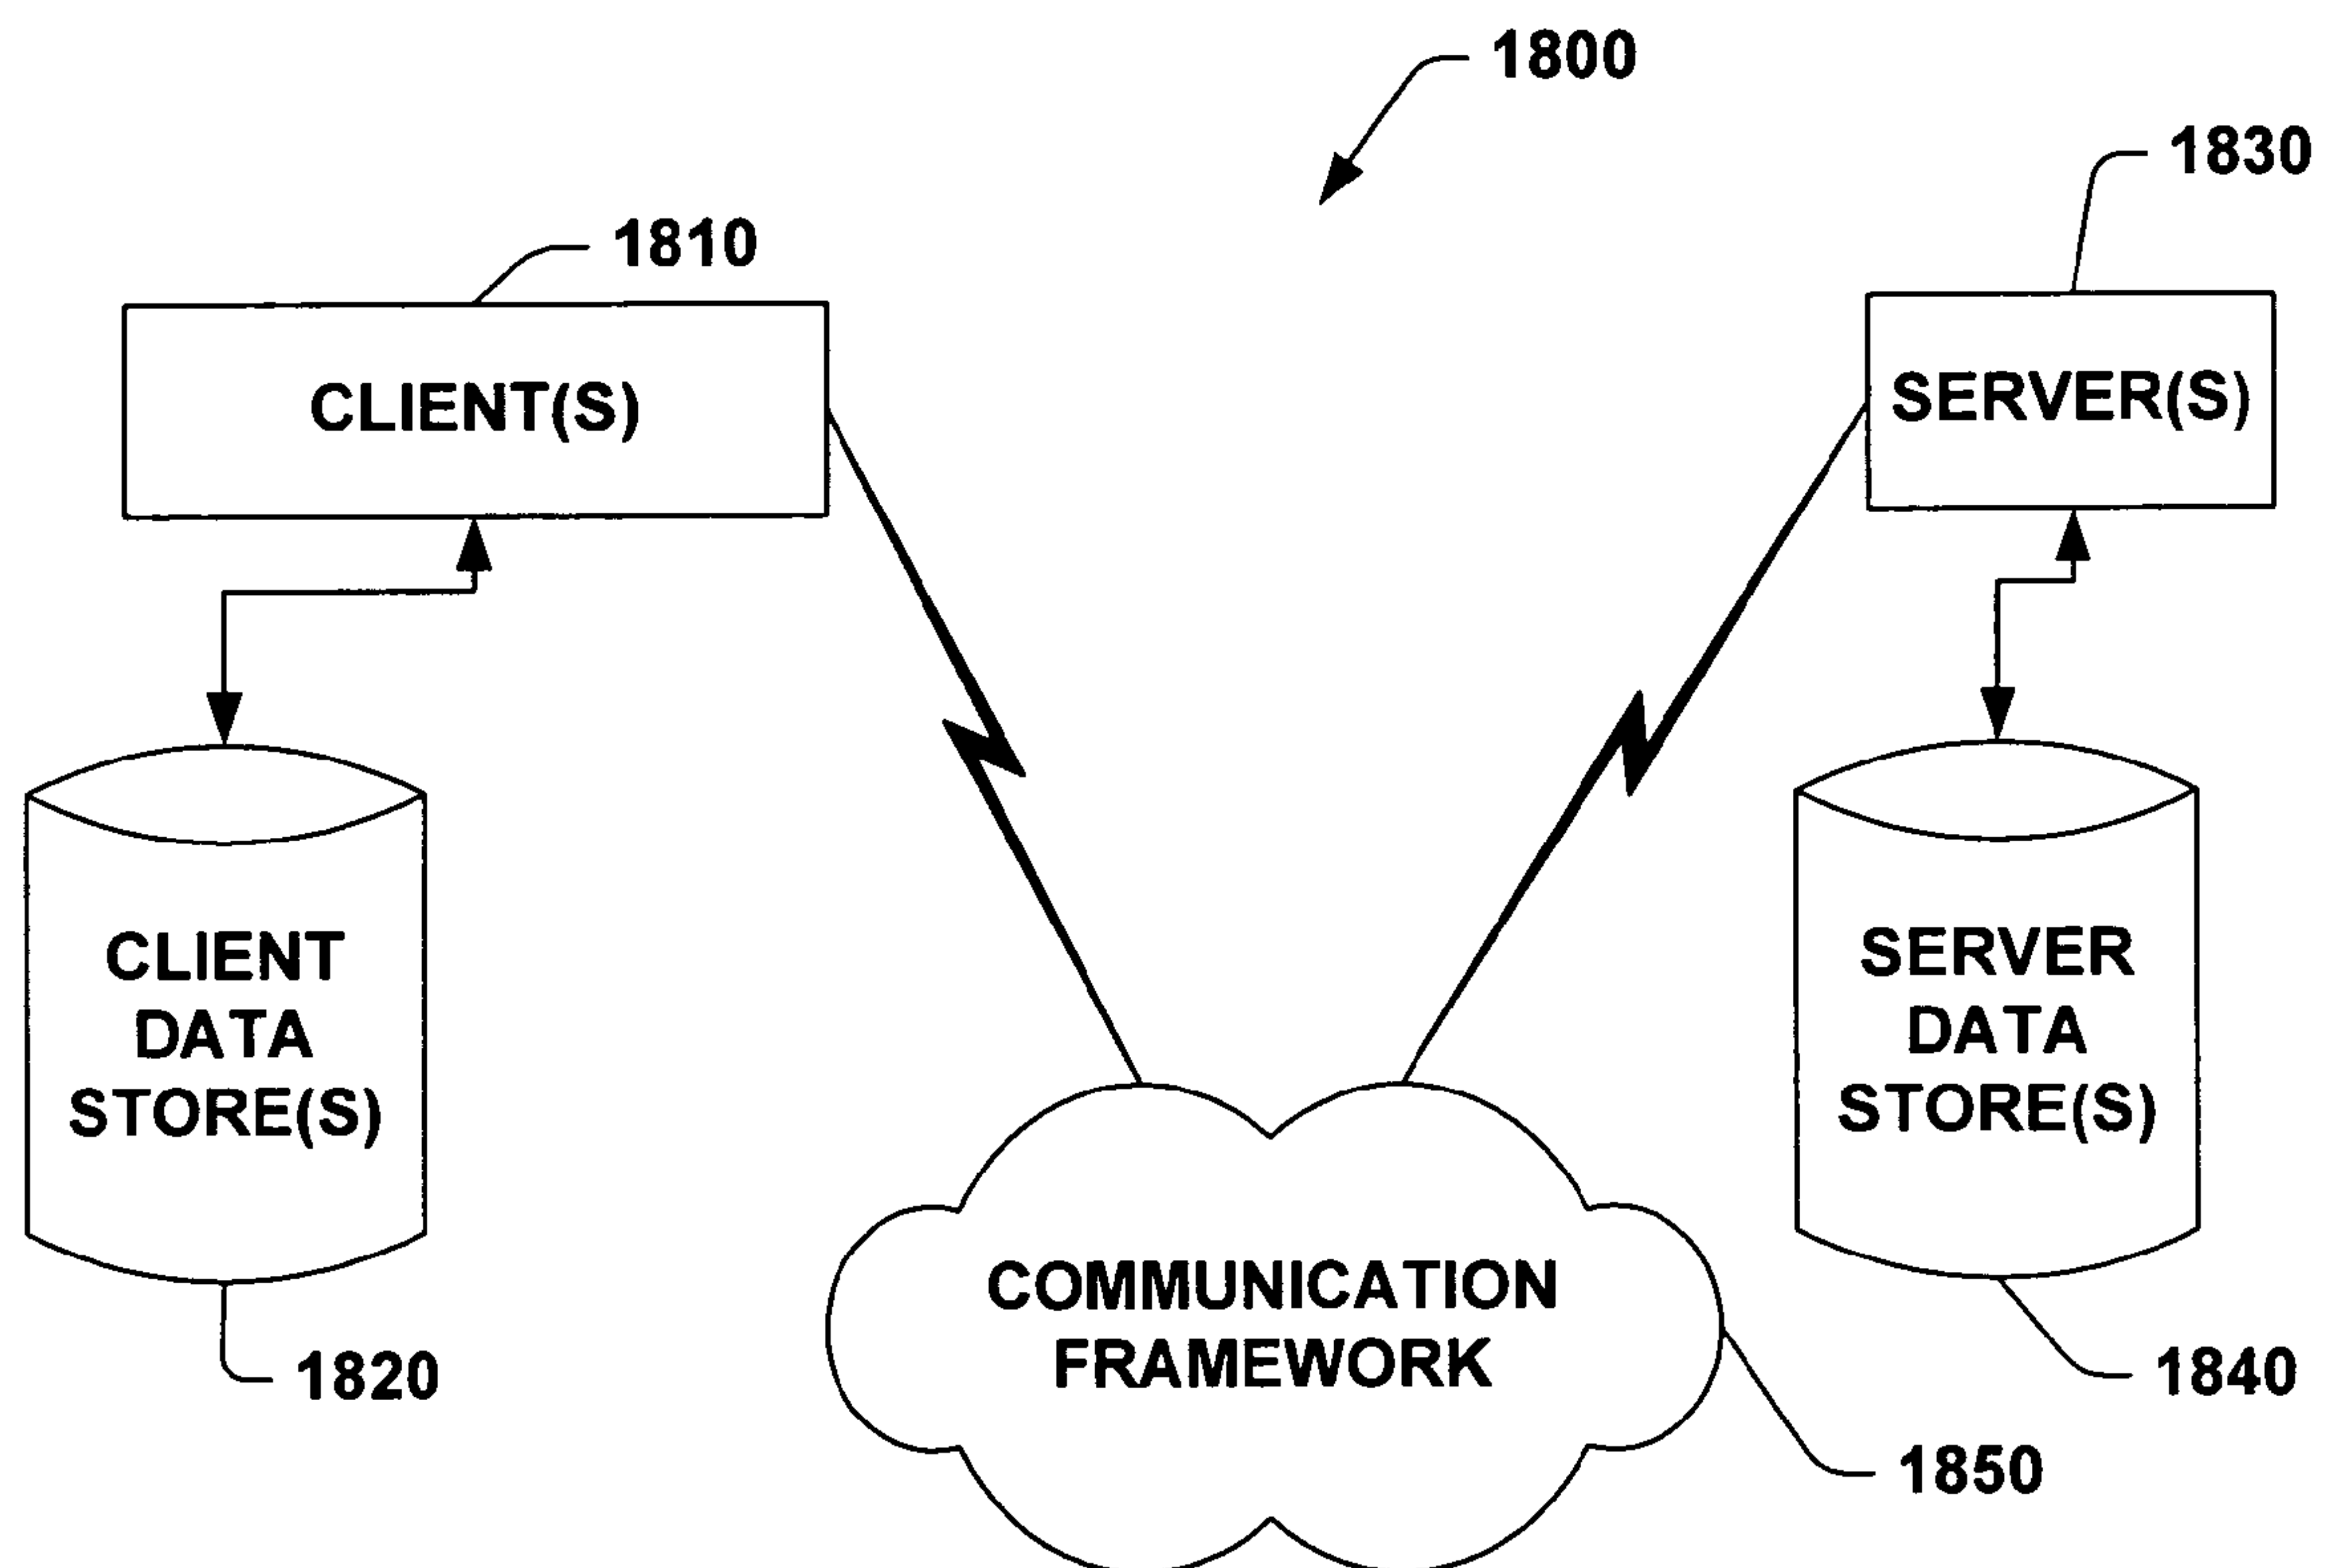 1800
1830
1810
CLIENT(S)
SERVER(S)
CLIENT
DATA
STORE(S)
SERVER
DATA
STORE(S)
COMMUNICATION
FRAMEWORK
1820
1840
1850